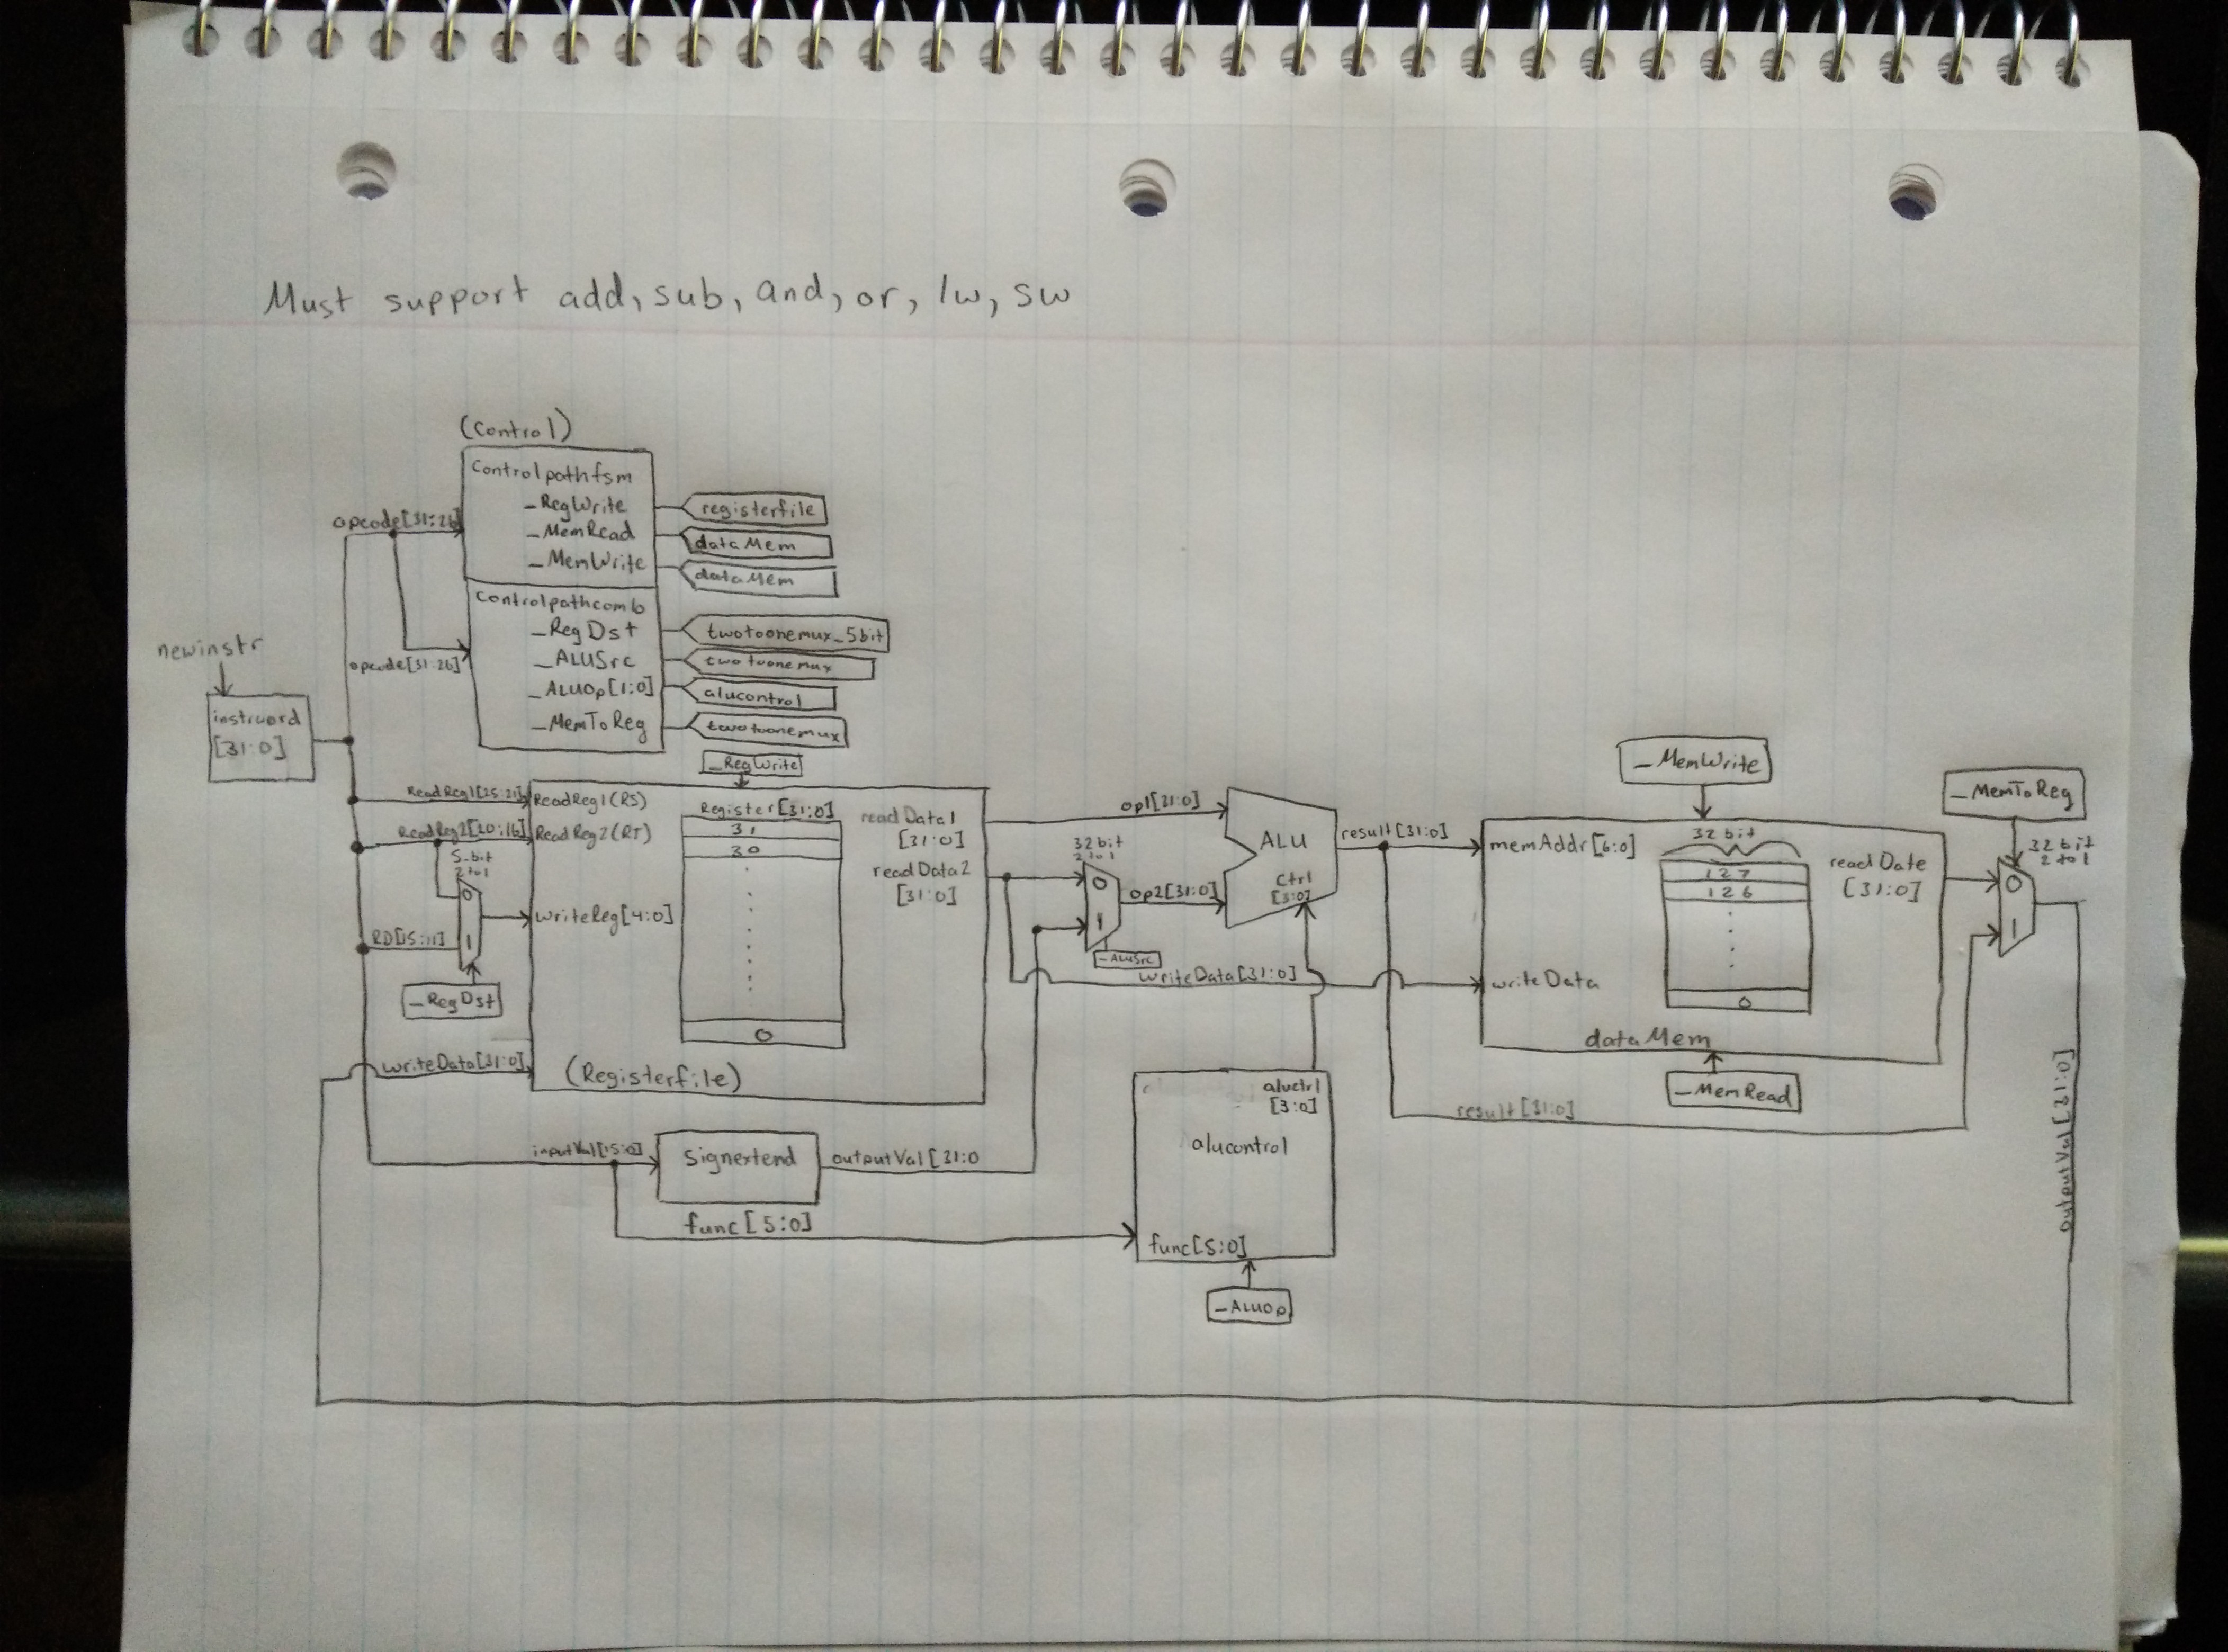 Must support add, sub, and, or, lw, sw
(Control)
Controlpathfsm
_RegWrite
registerfile
opcode[31:26]
_MemRead
dataMem
_MemWrite
dataMem
Controlpathcomb
_RegDst
twotoonemux_5bit
opcode[31:26]
_ALUSrc
twotoonemux
_ALUOp[1:0]
alucontrol
_MemToReg
twotoonemux
newinstr
instrword
[31:0]
_RegWrite
ReadReg1[25:21]
ReadReg1(RS)
ReadReg2[20:16]
ReadReg2(RT)
5-bit
2 to 1
0
1
RD[15:11]
_RegDst
WriteReg[4:0]
writeData[31:0]
(Registerfile)
Register[31:0]
31
30
0
readData1
[31:0]
readData2
[31:0]
op1[31:0]
32 bit
2 to 1
0
1
_ALUSrc
op2[31:0]
ALU
Ctrl
[3:0]
result[31:0]
writeData[31:0]
_MemWrite
memAddr[6:0]
32 bit
127
126
0
readDate
[31:0]
writeData
dataMem
_MemRead
_MemToReg
32 bit
2 to 1
0
1
result[31:0]
outputVal[31:0]
inputVal[15:0]
Signextend
outputVal[31:0
func[5:0]
aluctrl
[3:0]
alucontrol
func[5:0]
_ALUOp